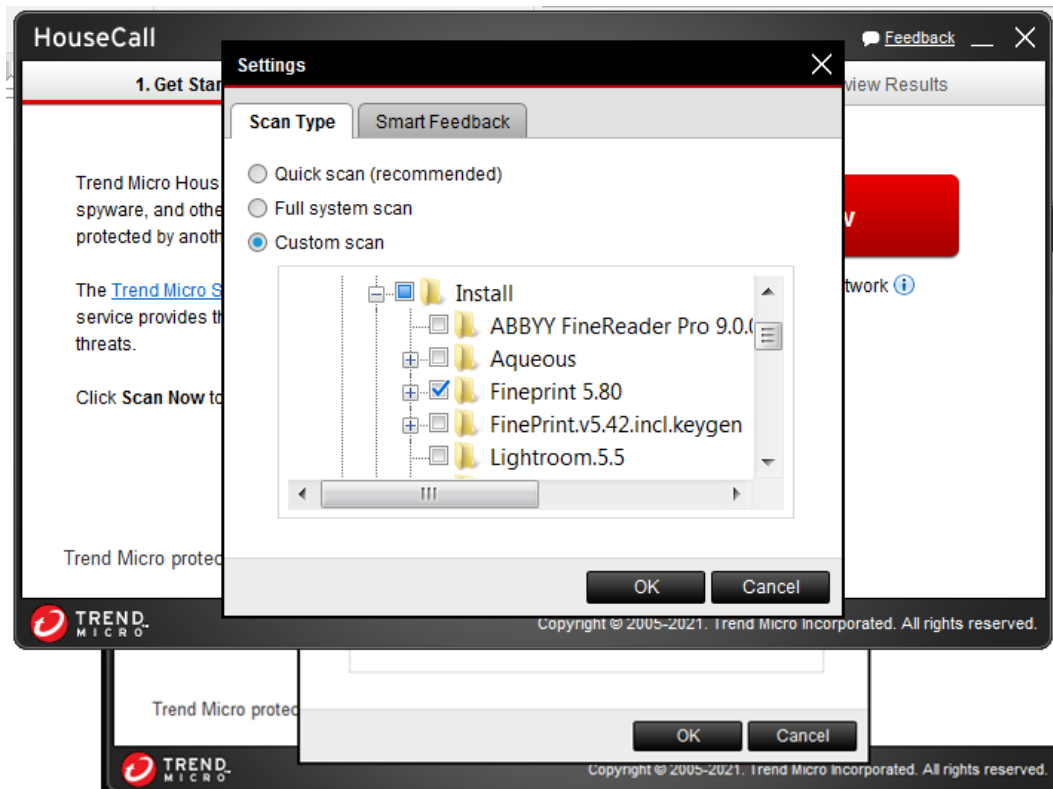 HouseCall
Feedback
Settings
1. Get Star
view Results
Scan Type
Smart Feedback
Quick scan (recommended)
Full system scan
Custom scan
Trend Micro Hous
spyware, and othe
protected by anoth
The Trend Micro S
service provides th
threats.
Click Scan Now to
Install
ABBYY FineReader Pro 9.0.0
Aqueous
Fineprint 5.80
FinePrint.v5.42.incl.keygen
Lightroom.5.5
w
twork
Trend Micro protec
OK
Cancel
TREND
MICRO
Copyright © 2005-2021. Trend Micro Incorporated. All rights reserved.
Trend Micro protec
OK
Cancel
TREND
MICRO
Copyright © 2005-2021. Trend Micro Incorporated. All rights reserved.